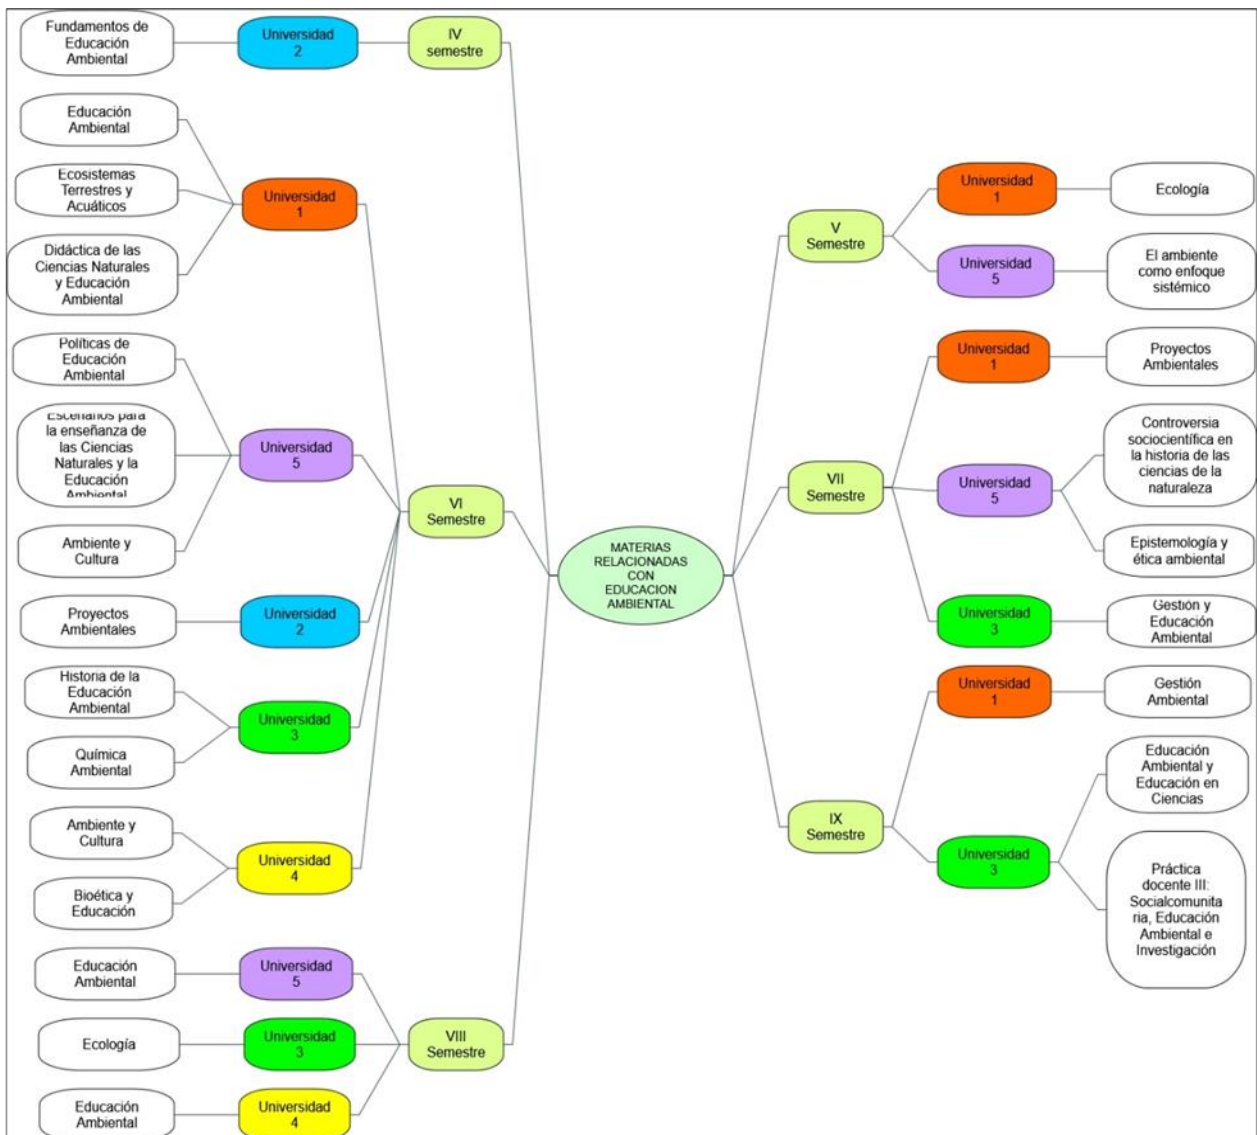 Fundamentos de
Educación
Ambiental
Universidad
2
IV
semestre
Educación
Ambiental
Ecosistemas
Terrestres y
Acuáticos
Didáctica de las
Ciencias Naturales
y Educación
Ambiental
Universidad
1
Políticas de
Educación
Ambiental
Escenarios para
la enseñanza de
las Ciencias
Naturales y la
Educación
Ambiental
Ambiente y
Cultura
Universidad
5
Proyectos
Ambientales
Universidad
2
Historia de la
Educación
Ambiental
Química
Ambiental
Universidad
3
Ambiente y
Cultura
Bioética y
Educación
Universidad
4
VI
Semestre
Educación
Ambiental
Universidad
5
Ecología
Universidad
3
Educación
Ambiental
Universidad
4
VIII
Semestre
MATERIAS
RELACIONADAS
CON
EDUCACION
AMBIENTAL
V
Semestre
Universidad
1
Ecología
Universidad
5
El ambiente
como enfoque
sistémico
VII
Semestre
Universidad
1
Proyectos
Ambientales
Universidad
5
Controversia
sociocientífica en
la historia de las
ciencias de la
naturaleza
Epistemología y
ética ambiental
Universidad
3
Gestión y
Educación
Ambiental
IX
Semestre
Universidad
1
Gestión
Ambiental
Universidad
3
Educación
Ambiental y
Educación en
Ciencias
Práctica
docente III:
Socialcomunita
ria, Educación
Ambiental e
Investigación